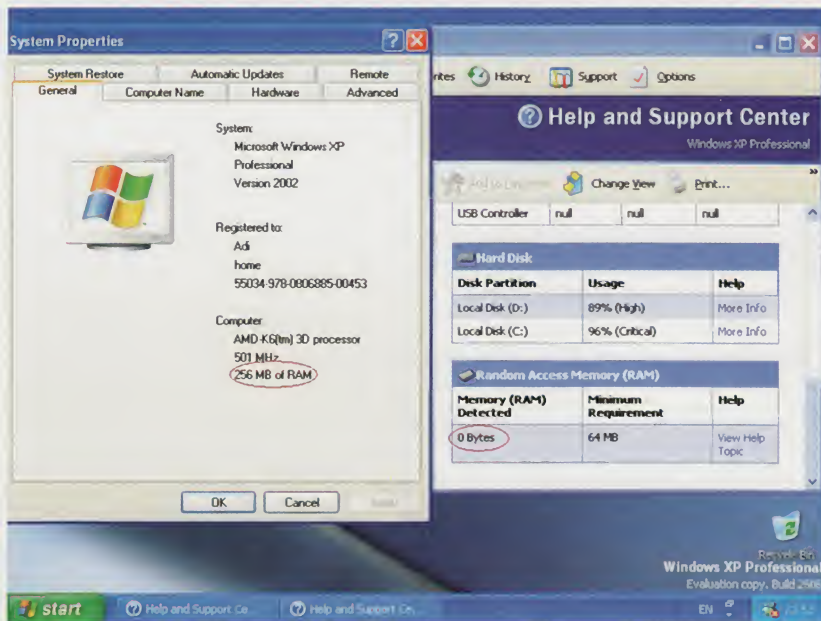 System Properties
System Restore Automatic Updates Remote
General Computer Name Hardware Advanced
System:
Microsoft Windows XP
Professional
Version 2002
Registered to:
Adi
home
55034-978-0806885-00453
Computer:
AMD-K6(tm) 3D processor
501 MHz
256 MB of RAM
OK Cancel
rites History Support Options
Help and Support Center
Windows XP Professional
Change View Print... »
USB Controller null null null
Hard Disk
Disk Partition Usage Help
Local Disk (D:) 89% (High) More Info
Local Disk (C:) 96% (Critical) More Info
Random Access Memory (RAM)
Memory (RAM) Detected Minimum Requirement Help
0 Bytes 64 MB View Help
Topic
Recycle Bin
Windows XP Professional
Evaluation copy. Build
start Help and Support Ce... Help and Support Cen... EN